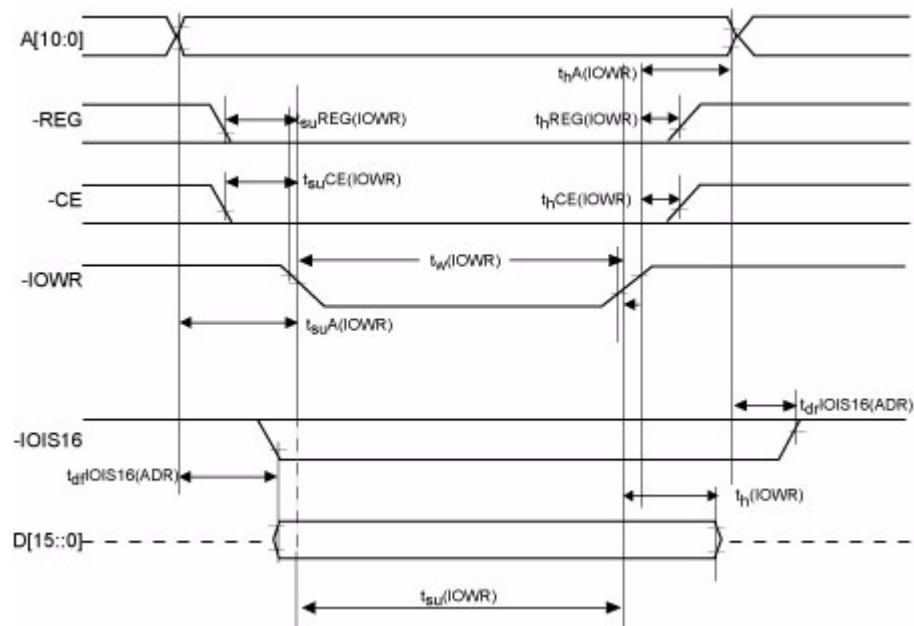 A[10:0]
thA(IOWR)
-REG
tsuREG(IOWR)
thREG(IOWR)
-CE
tsuCE(IOWR)
thCE(IOWR)
-IOWR
tw(IOWR)
tsuA(IOWR)
-IOIS16
tdrIOIS16(ADR)
tdfIOIS16(ADR)
th(IOWR)
D[15::0]
tsu(IOWR)